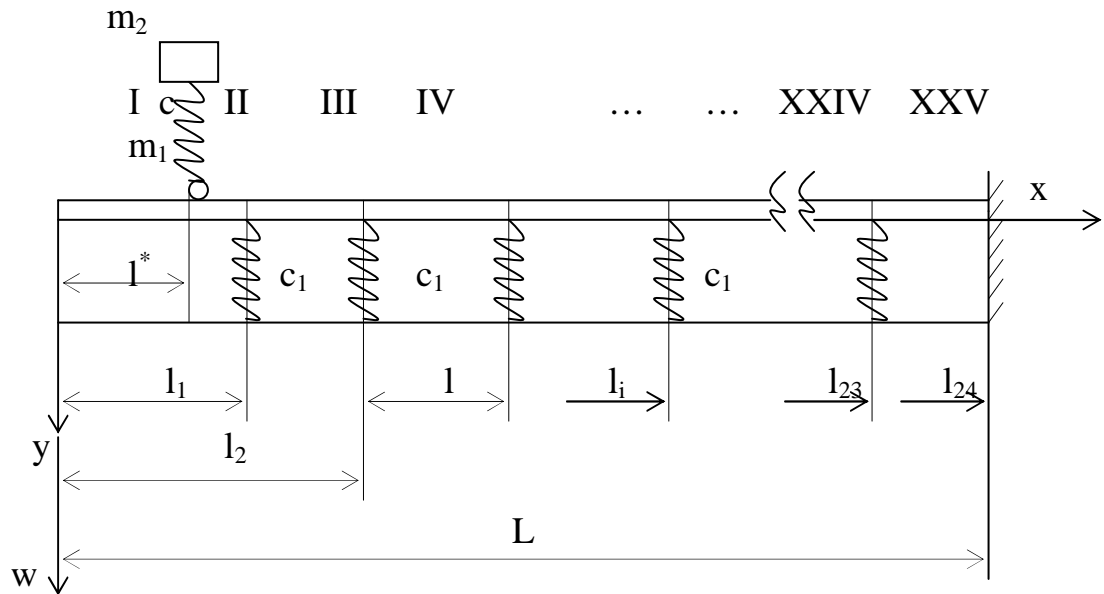 m₂
I c II III IV … … XXIV XXV
m₁
x
l* c₁ c₁ c₁
l₁ l lᵢ l₂₃ l₂₄
y
l₂
L
w